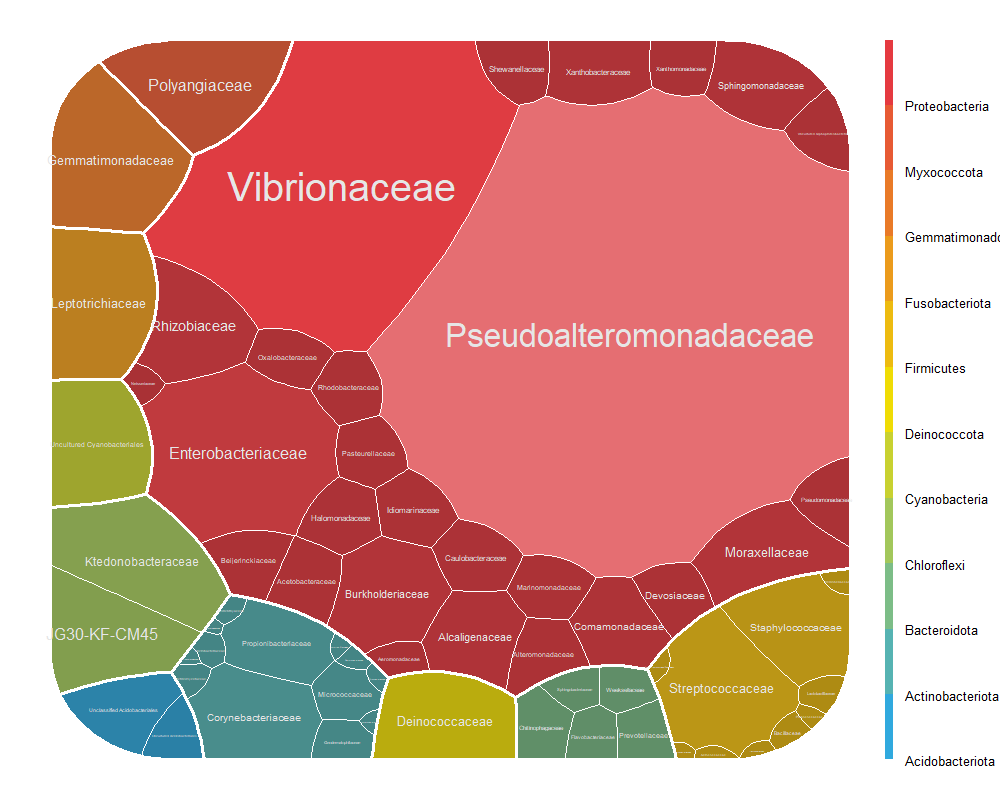 Shewanellaceae
Xanthobacteraceae
Xanthomonadaceae
Polyangiaceae
Sphingomonadaceae
Proteobacteria
Gemmatimonadaceae
Myxococcota
Vibrionaceae
Gemmatimonadc
Leptotrichiaceae
Fusobacteriota
Rhizobiaceae
Pseudoalteromonadaceae
Oxalobacteraceae
Firmicutes
Rhodobacteraceae
Deinococcota
Uncultured Cyanobacteriales
Enterobacteriaceae
Pasteurellaceae
Cyanobacteria
Pseudomonadaceae
Idiomarinaceae
Halomonadaceae
Moraxellaceae
Ktedonobacteraceae
Beijerinckiaceae
Caulobacteraceae
Chloroflexi
Acetobacteraceae
Marinomonadaceae
Burkholderiaceae
Devosiaceae
JG30-KF-CM45
Propionibacteriaceae
Alcaligenaceae
Comamonadaceae
Staphylococcaceae
Bacteroidota
Aeromonadaceae
Alteromonadaceae
Streptococcaceae
Weeksellaceae
Micrococcaceae
Actinobacteriota
Unclassified Acidobacteriales
Corynebacteriaceae
Deinococcaceae
Chitinophagaceae
Flavobacteriaceae
Prevotellaceae
Bacillaceae
Acidobacteriota